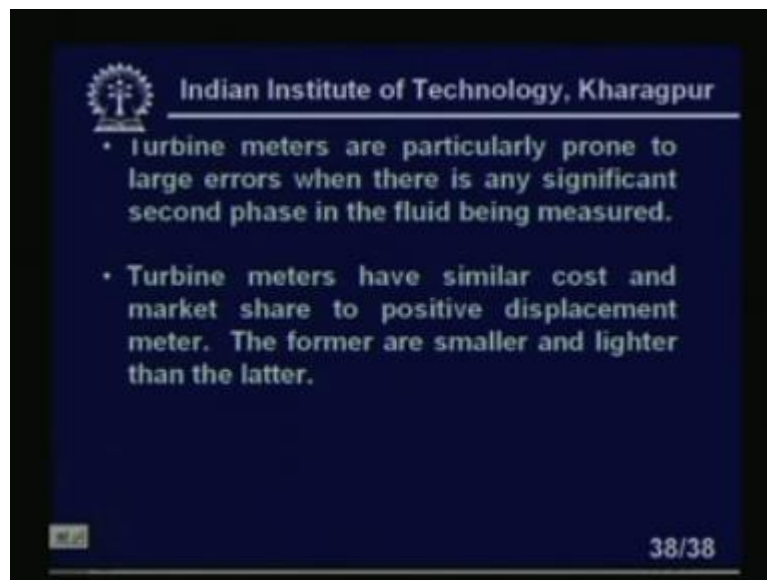 Indian Institute of Technology, Kharagpur
• Turbine meters are particularly prone to
large errors when there is any significant
second phase in the fluid being measured.
• Turbine meters have similar cost and
market share to positive displacement
meter. The former are smaller and lighter
than the latter.
38/38